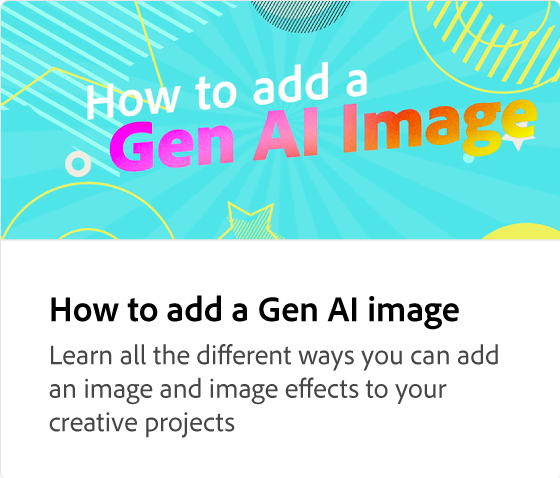 How to add a
Gen AI Image
How to add a Gen AI image
Learn all the different ways you can add
an image and image effects to your
creative projects